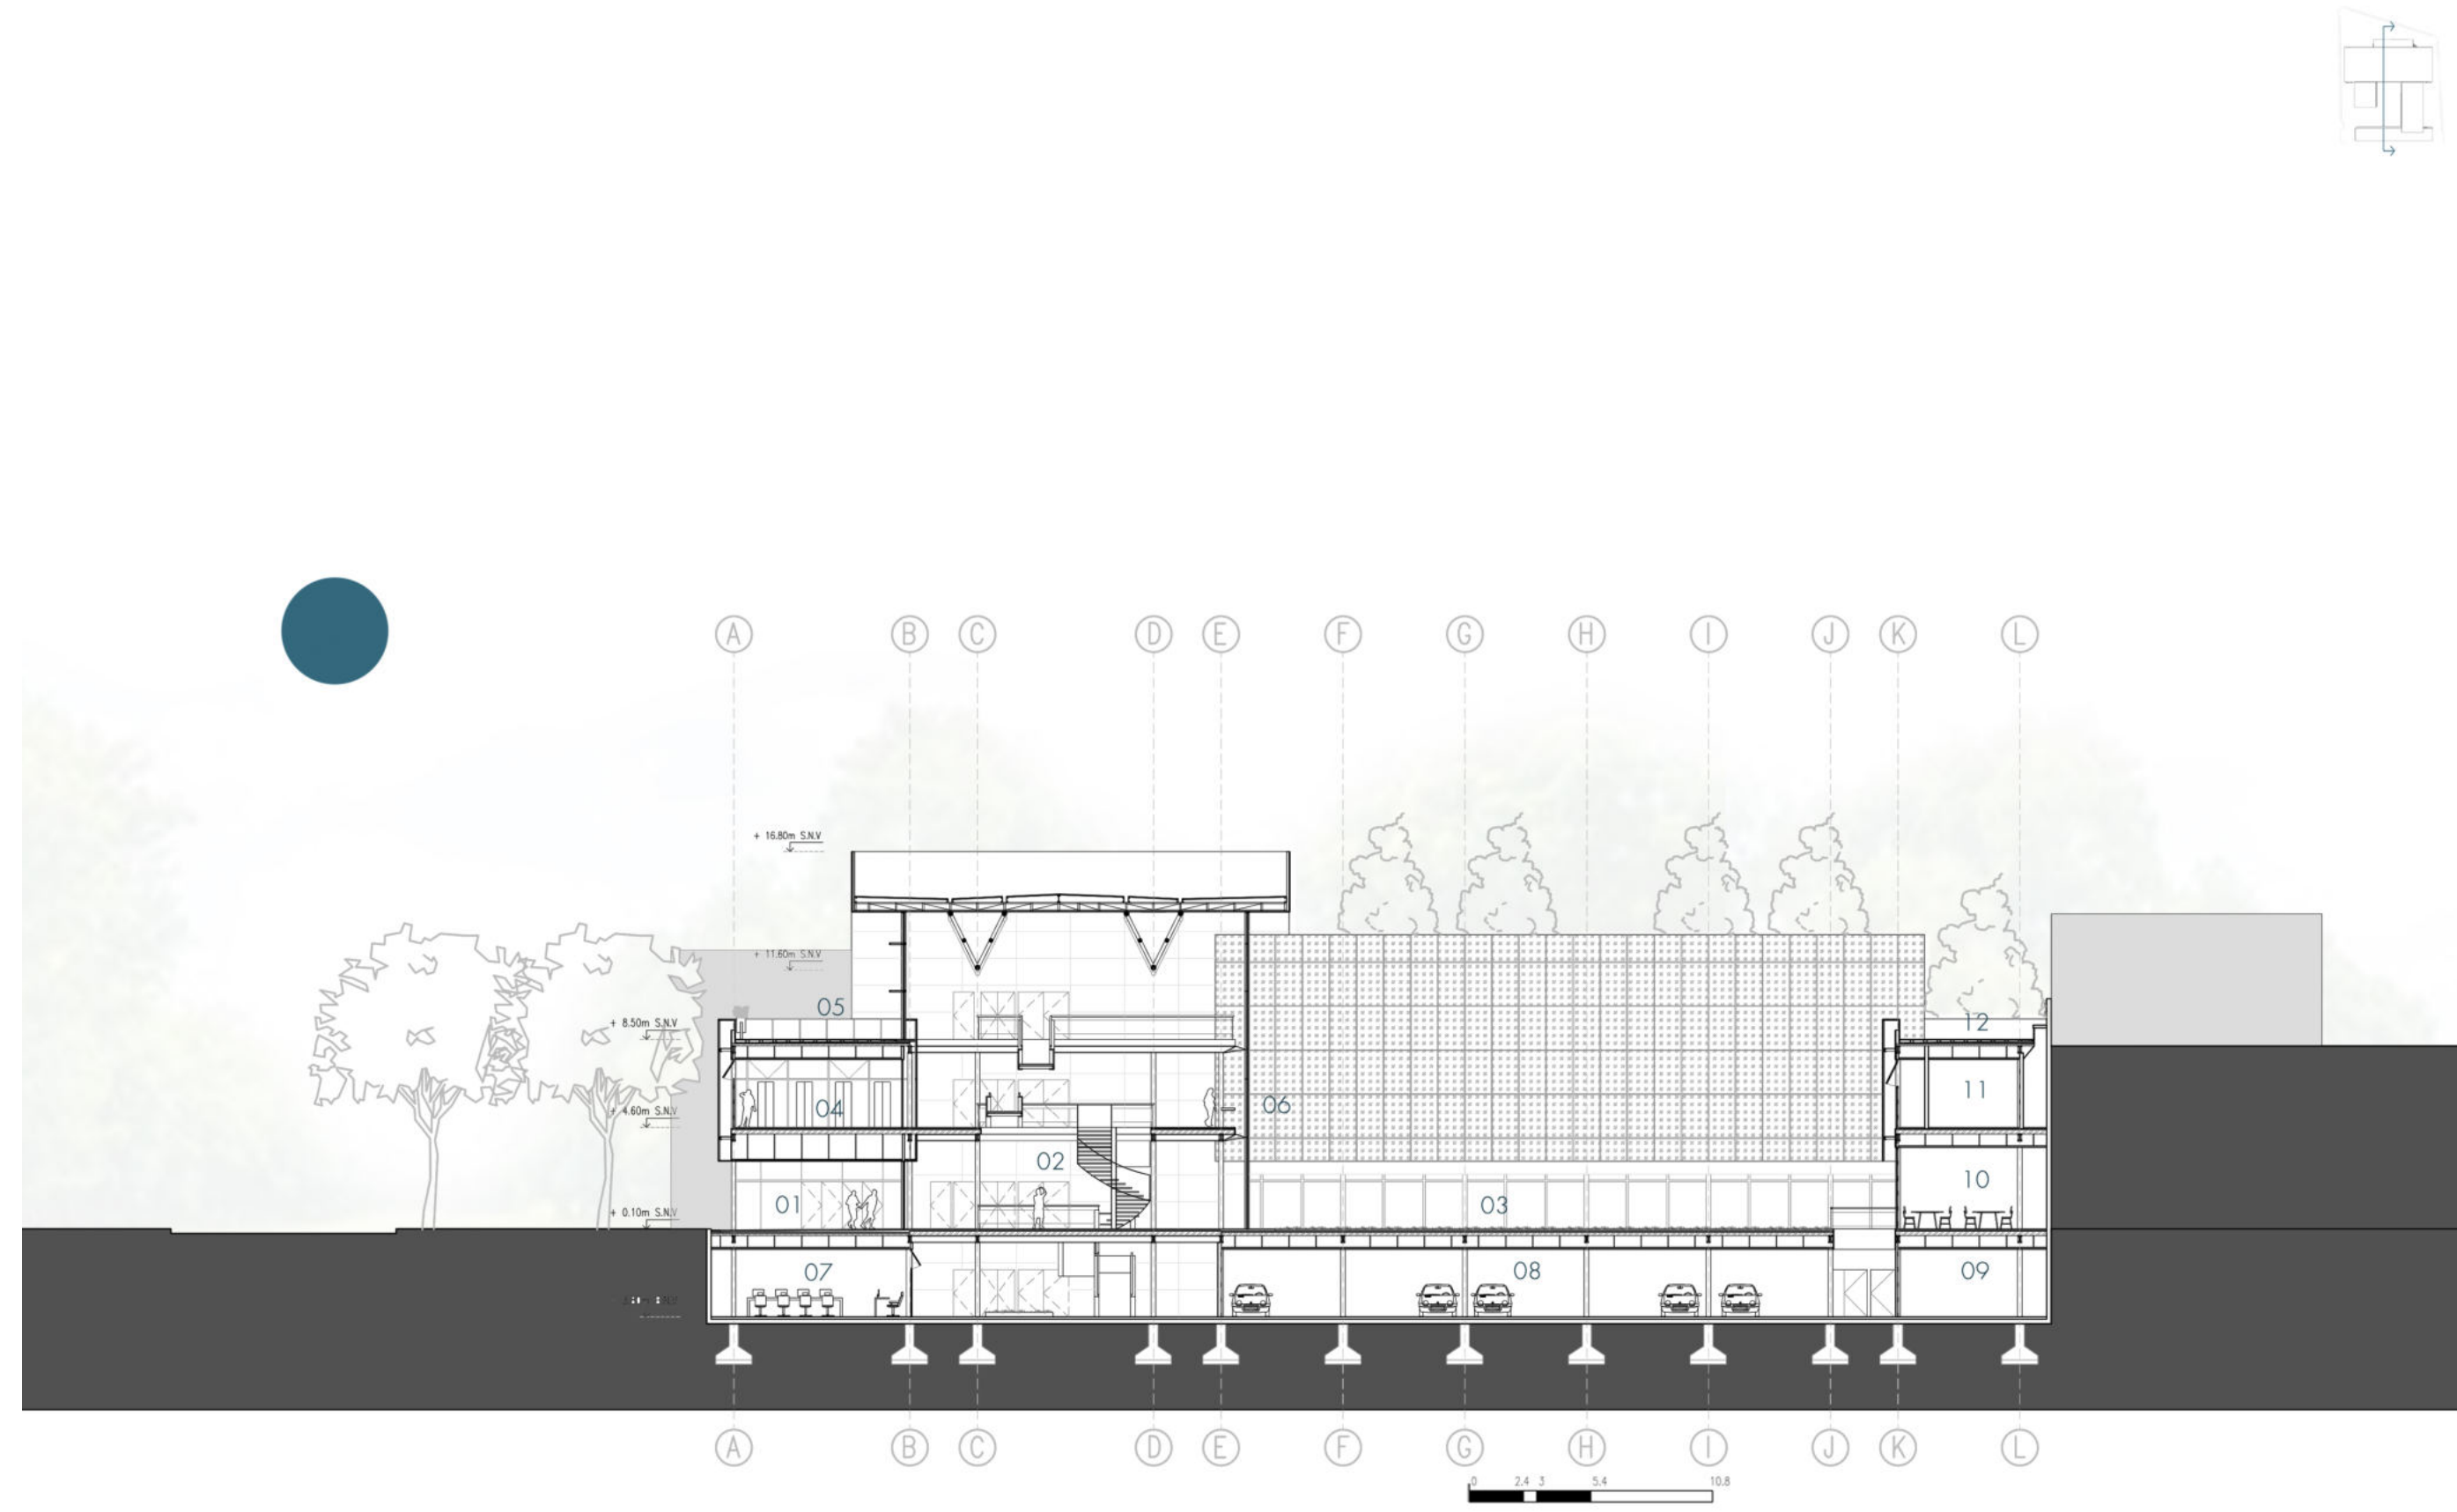 A B C D E F G H I J K L
+ 16.80m S.N.V
+ 11.60m S.N.V
05
+ 8.50m S.N.V
12
11
04
06
+ 4.60m S.N.V
02
10
01
03
+ 0.10m S.N.V
07
08
09
A B C D E F G H I J K L
0 2.4 3 5.4 10.8